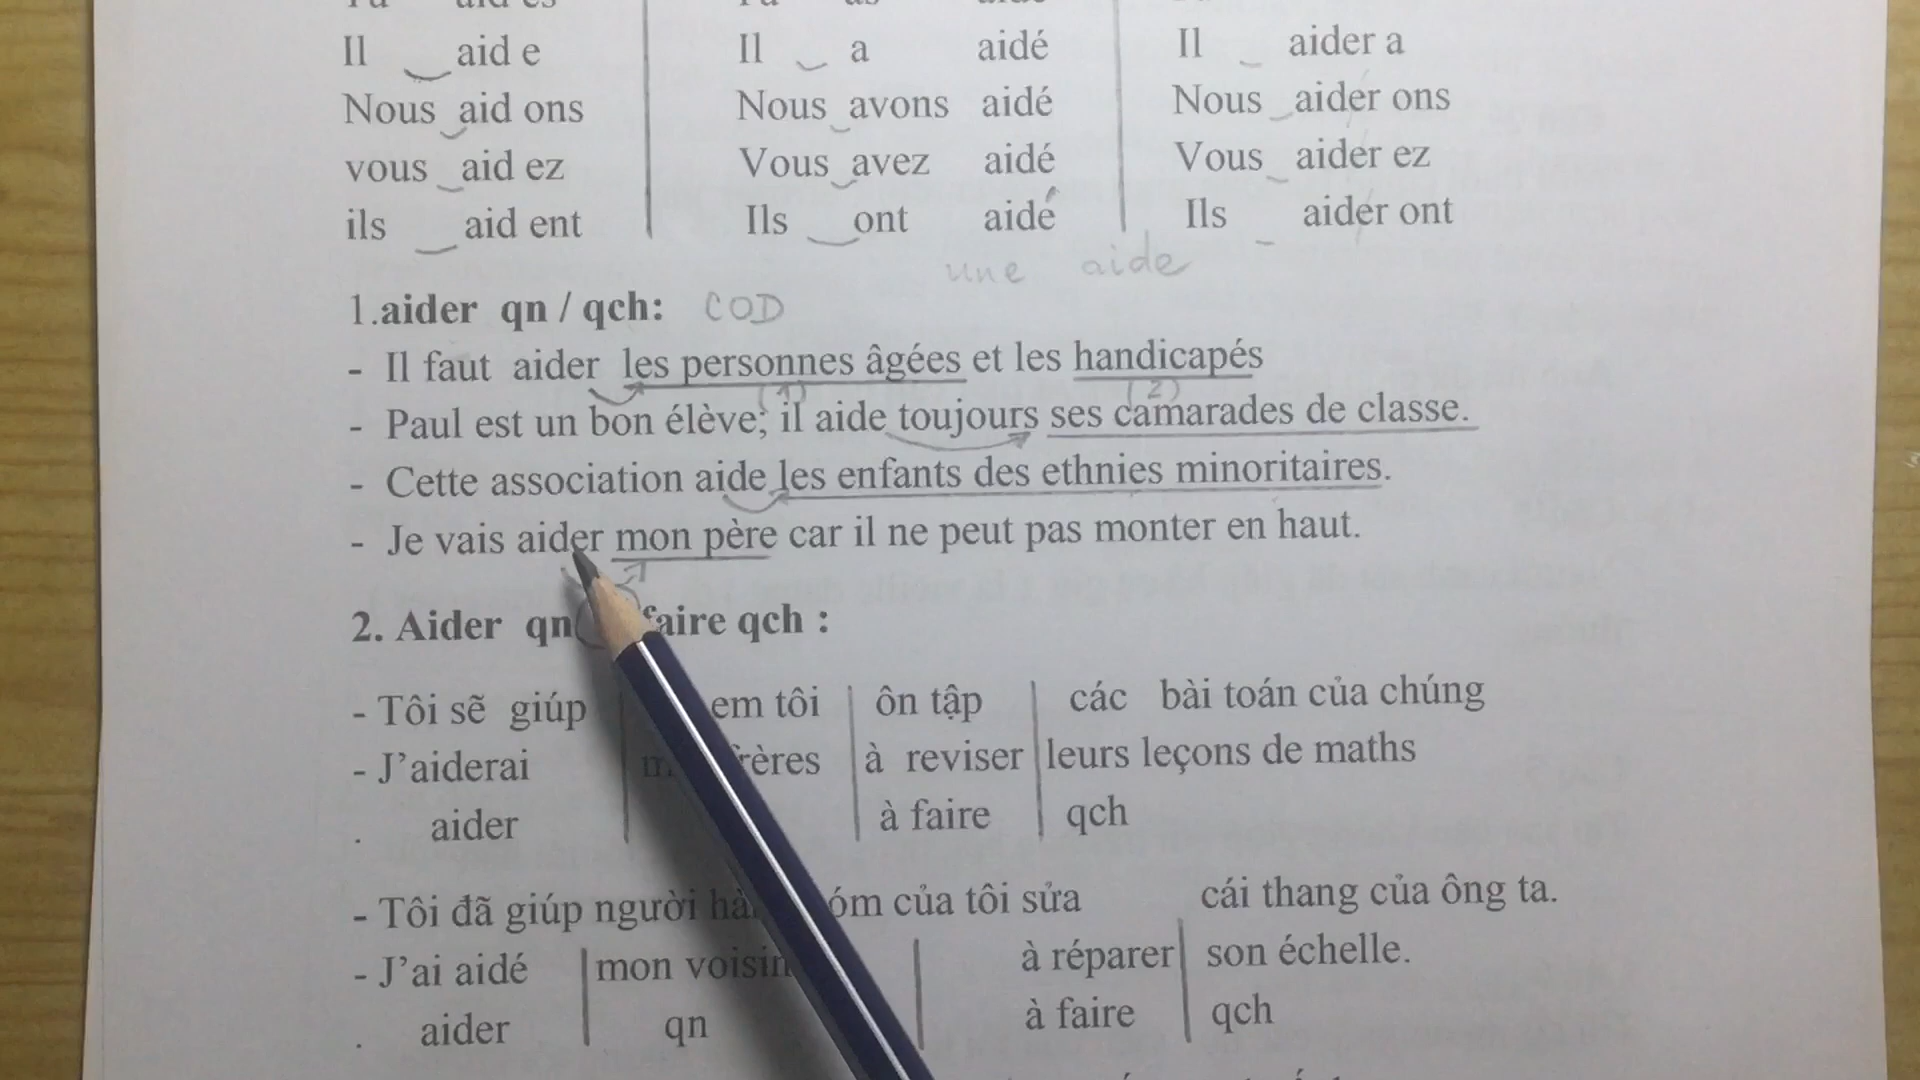 Il aid e Il a aidé Il aider a
Nous aid ons Nous avons aidé Nous aider ons
vous aid ez Vous avez aidé Vous aider ez
ils aid ent Ils ont aidé Ils aider ont
une aide
1.aider qn / qch: COD
- Il faut aider les personnes âgées et les handicapés
(1) (2)
- Paul est un bon élève; il aide toujours ses camarades de classe.
- Cette association aide les enfants des ethnies minoritaires.
- Je vais aider mon père car il ne peut pas monter en haut.
2. Aider qn faire qch :
- Tôi sẽ giúp em tôi ôn tập các bài toán của chúng
- J'aiderai à reviser leurs leçons de maths
. aider à faire qch
- Tôi đã giúp người của tôi sửa cái thang của ông ta.
- J'ai aidé mon voisin à réparer son échelle.
. aider qn à faire qch